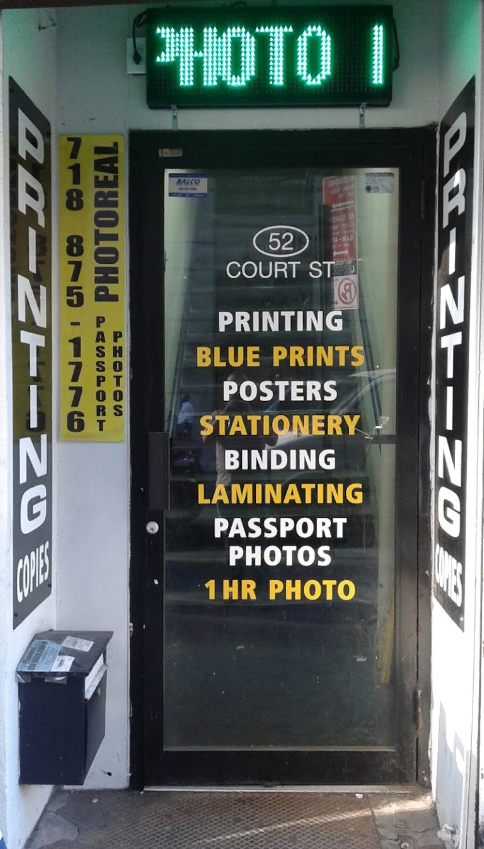 PHOTO 1
PRINTING
COPIES
718 875-1776
PHOTOREAL
PASSPORT
PHOTOS
52
COURT ST
PRINTING
BLUE PRINTS
POSTERS
STATIONERY
BINDING
LAMINATING
PASSPORT
PHOTOS
1 HR PHOTO
PRINTING
COPIES